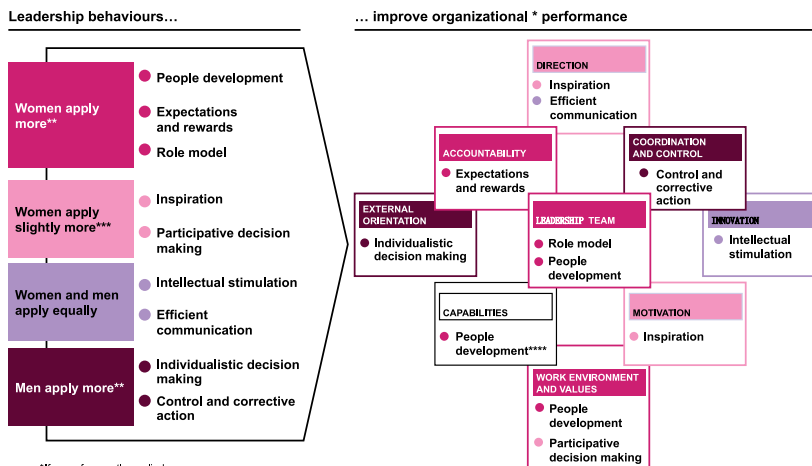 Leadership behaviours…
… improve organizational * performance
Women apply
more**
People development
Expectations
and rewards
Role model
Women apply
slightly more***
Inspiration
Participative decision
making
Women and men
apply equally
Intellectual stimulation
Efficient
communication
Men apply more**
Individualistic decision
making
Control and corrective
action
DIRECTION
Inspiration
Efficient
communication
ACCOUNTABILITY
Expectations
and rewards
COORDINATION
AND CONTROL
Control and
corrective
action
EXTERNAL
ORIENTATION
Individualistic
decision making
LEADERSHIP TEAM
Role model
People
development
INNOVATION
Intellectual
stimulation
CAPABILITIES
People
development****
MOTIVATION
Inspiration
WORK ENVIRONMENT
AND VALUES
People
development
Participative
decision making